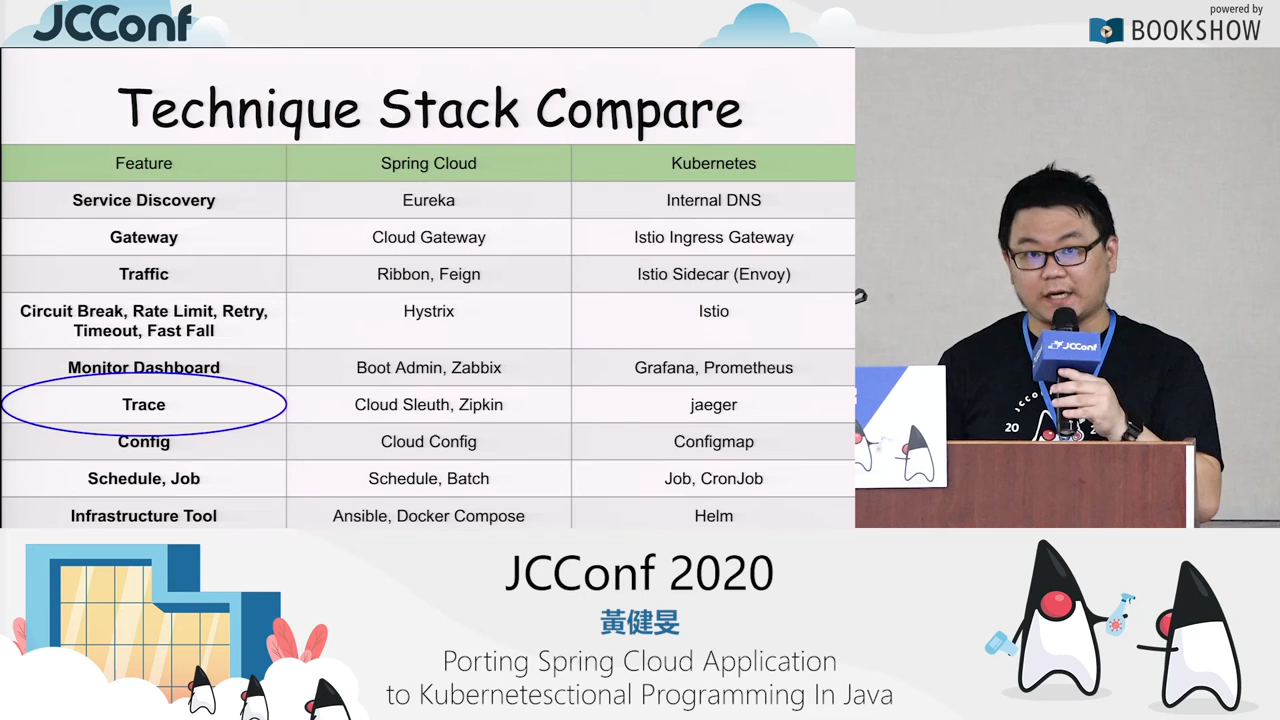 JCConf
powered by
BOOKSHOW
Technique Stack Compare
Feature Spring Cloud Kubernetes
Service Discovery Eureka Internal DNS
Gateway Cloud Gateway Istio Ingress Gateway
Traffic Ribbon, Feign Istio Sidecar (Envoy)
Circuit Break, Rate Limit, Retry, Hystrix Istio
Timeout, Fast Fall
Monitor Dashboard Boot Admin, Zabbix Grafana, Prometheus
Trace Cloud Sleuth, Zipkin jaeger
Config Cloud Config Configmap
Schedule, Job Schedule, Batch Job, CronJob
Infrastructure Tool Ansible, Docker Compose Helm
JCConf
JCCO
20
JCConf 2020
黃健旻
Porting Spring Cloud Application
to Kubernetesctional Programming In Java